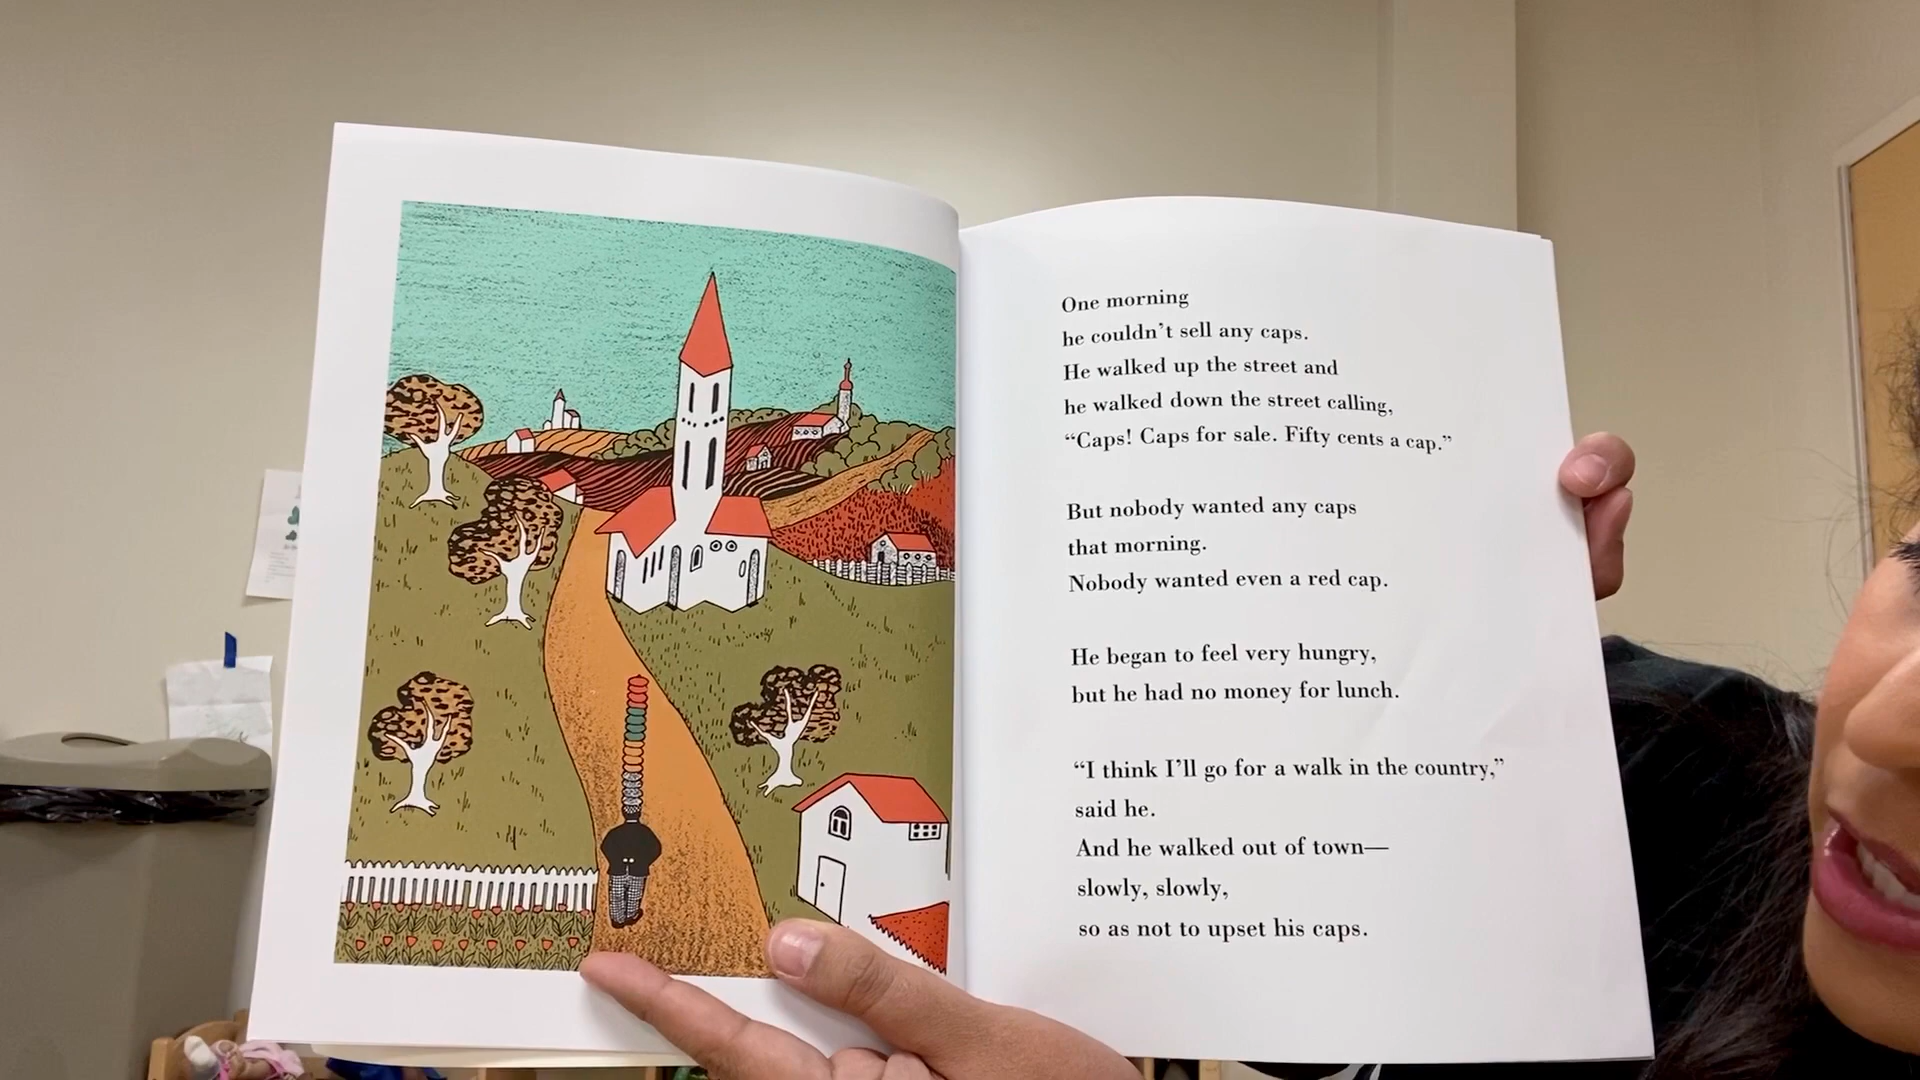 One morning
he couldn’t sell any caps.
He walked up the street and
he walked down the street calling,
“Caps! Caps for sale. Fifty cents a cap.”
But nobody wanted any caps
that morning.
Nobody wanted even a red cap.
He began to feel very hungry,
but he had no money for lunch.
“I think I’ll go for a walk in the country,”
said he.
And he walked out of town—
slowly, slowly,
so as not to upset his caps.